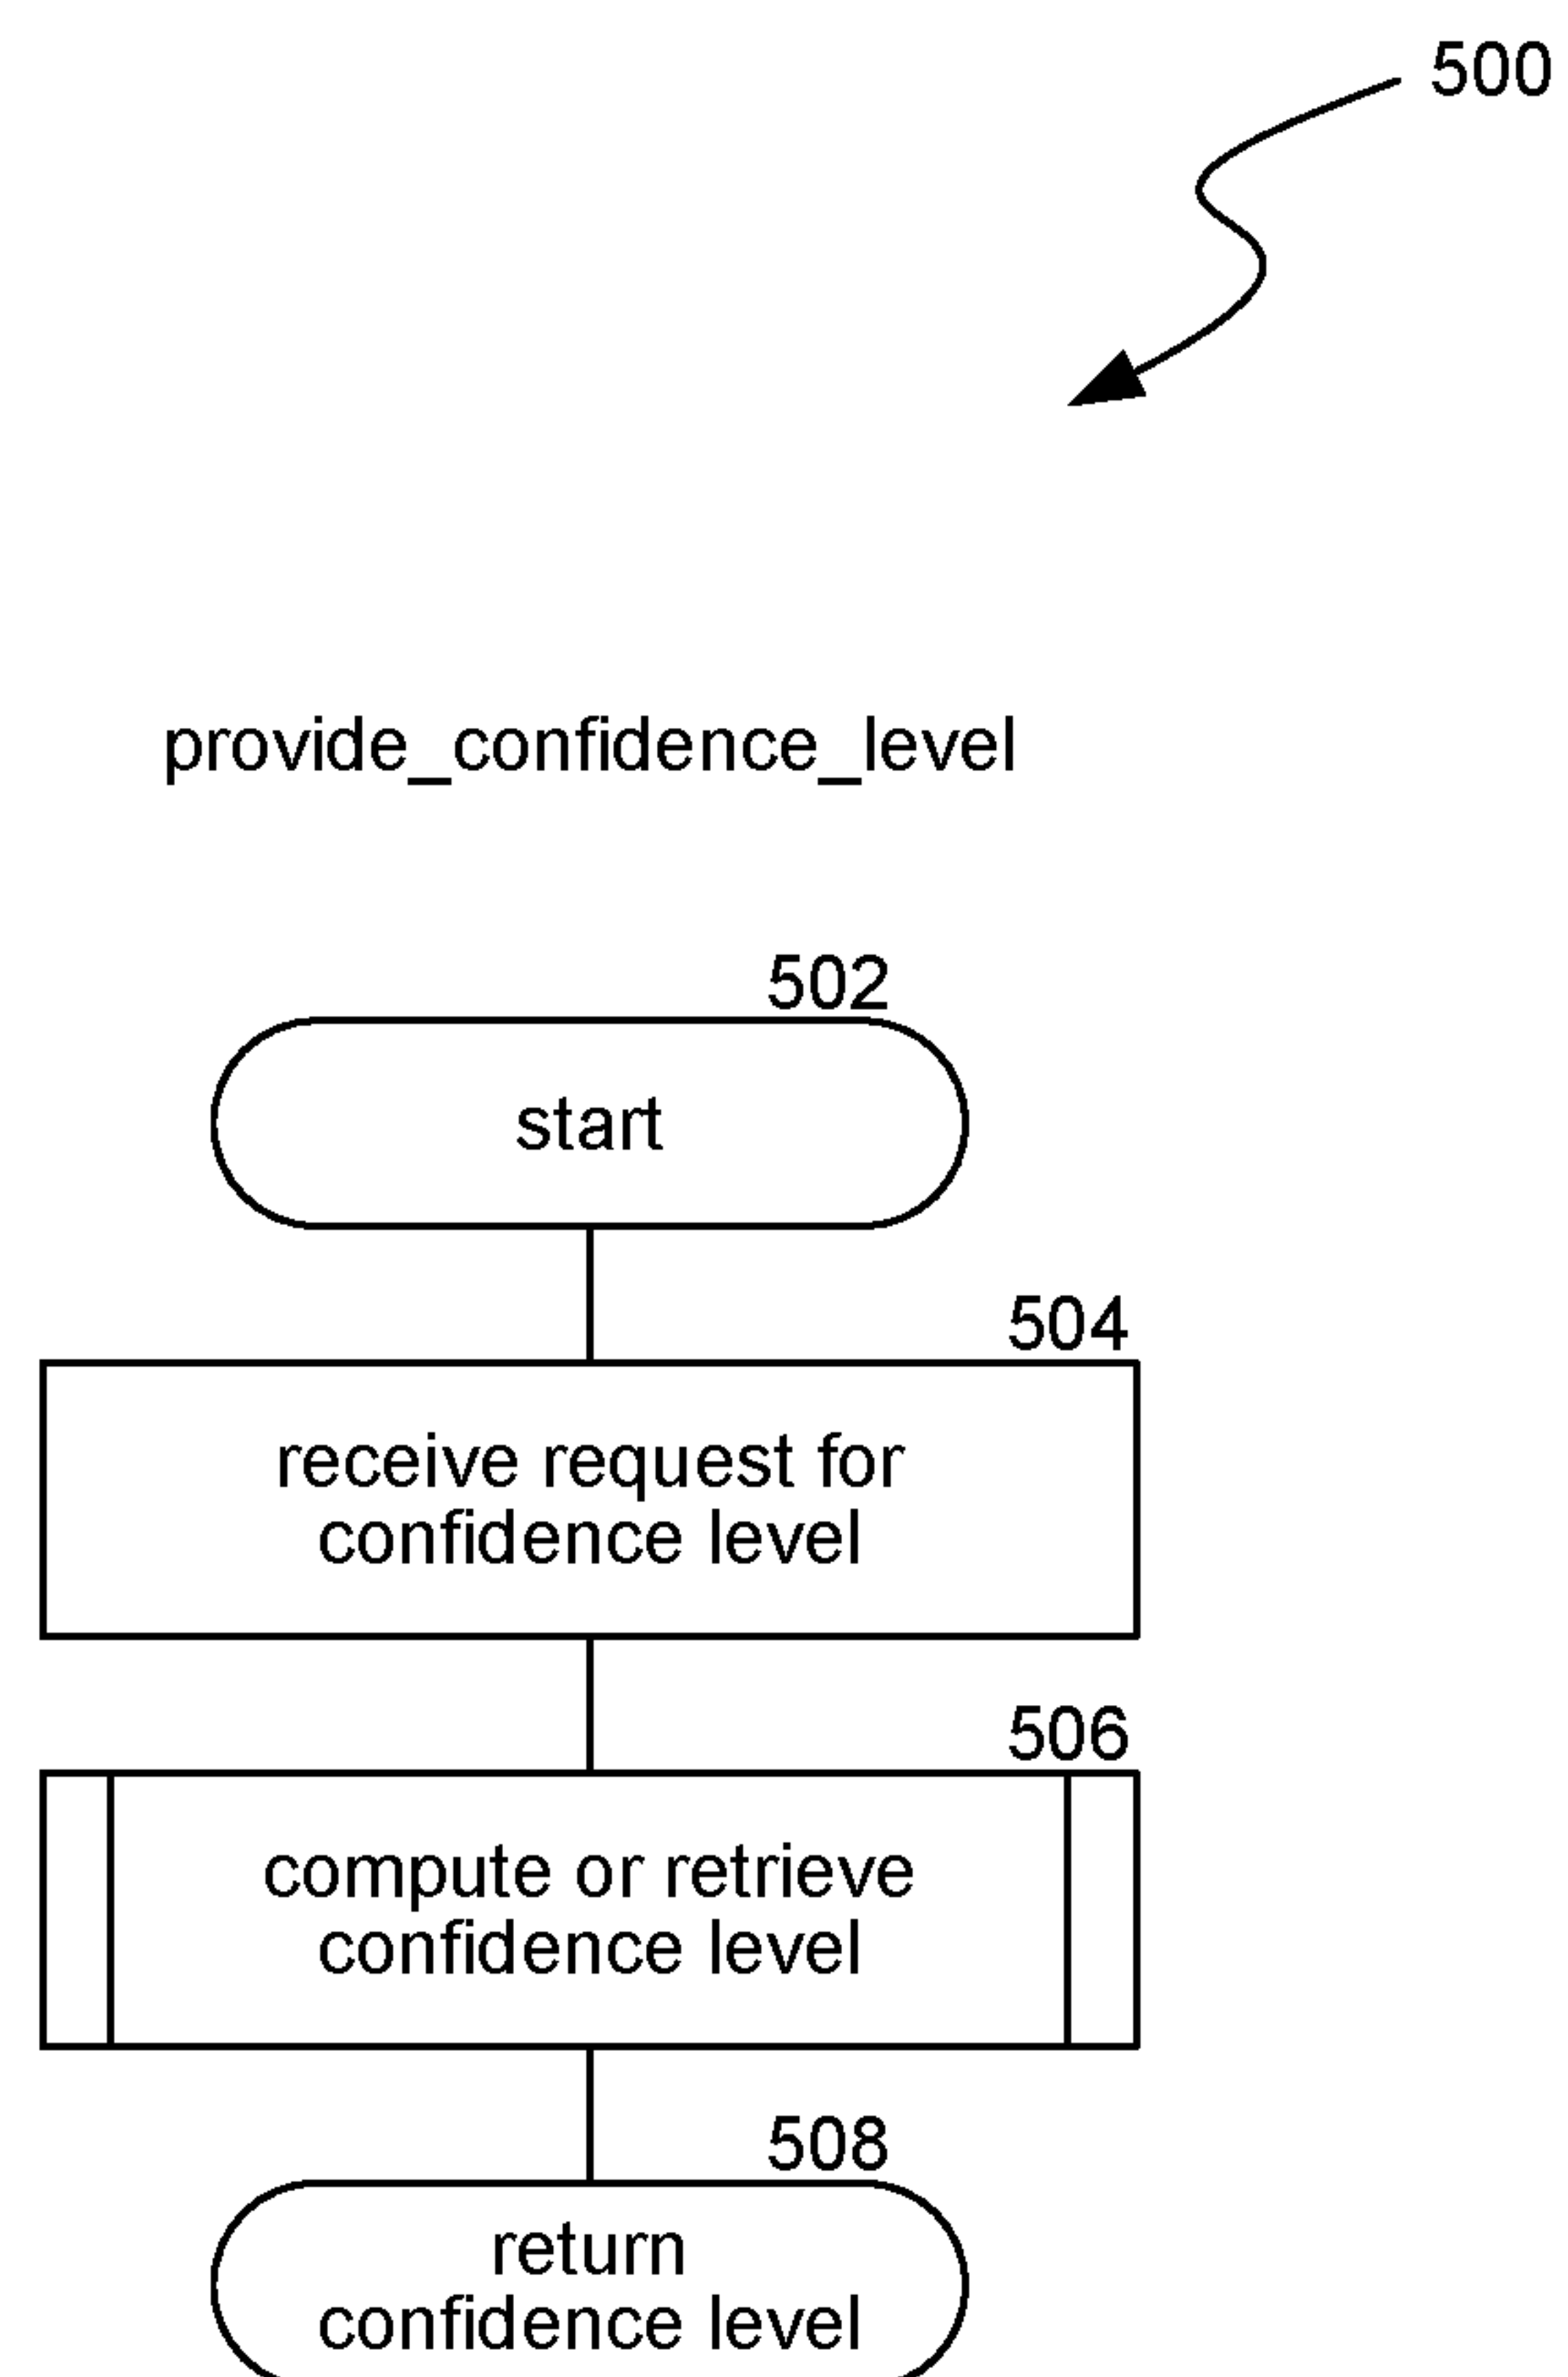 500
provide_confidence_level
502
start
504
receive request for
confidence level
506
compute or retrieve
confidence level
508
return
confidence level